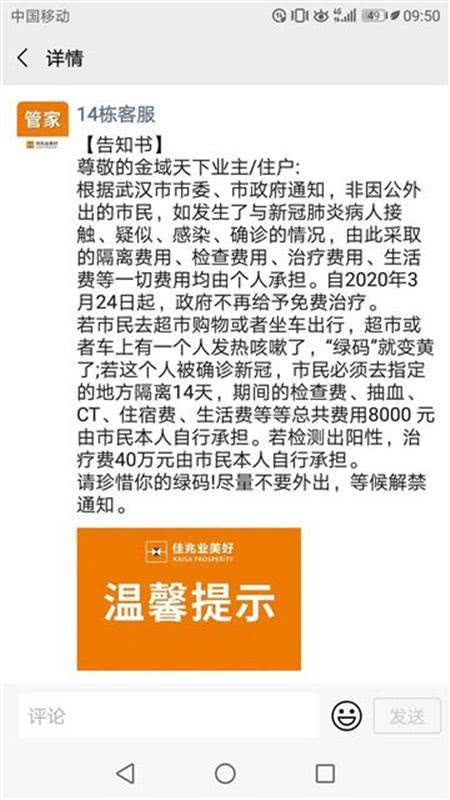 中国移动
4G
49
09:50
详情
管家
佳兆业美好
14栋客服
【告知书】
尊敬的金域天下业主/住户:
根据武汉市市委、市政府通知，非因公外
出的市民，如发生了与新冠肺炎病人接
触、疑似、感染、确诊的情况，由此采取
的隔离费用、检查费用、治疗费用、生活
费等一切费用均由个人承担。自2020年3
月24日起，政府不再给予免费治疗。
若市民去超市购物或者坐车出行，超市或
者车上有一个人发热咳嗽了，“绿码”就变黄
了;若这个人被确诊新冠，市民必须去指定
的地方隔离14天，期间的检查费、抽血、
CT、住宿费、生活费等等总共费用8000 元
由市民本人自行承担。若检测出阳性，治
疗费40万元由市民本人自行承担。
请珍惜你的绿码!尽量不要外出，等候解禁
通知。
佳兆业美好
KAISA PROSPERITY
温馨提示
评论
发送